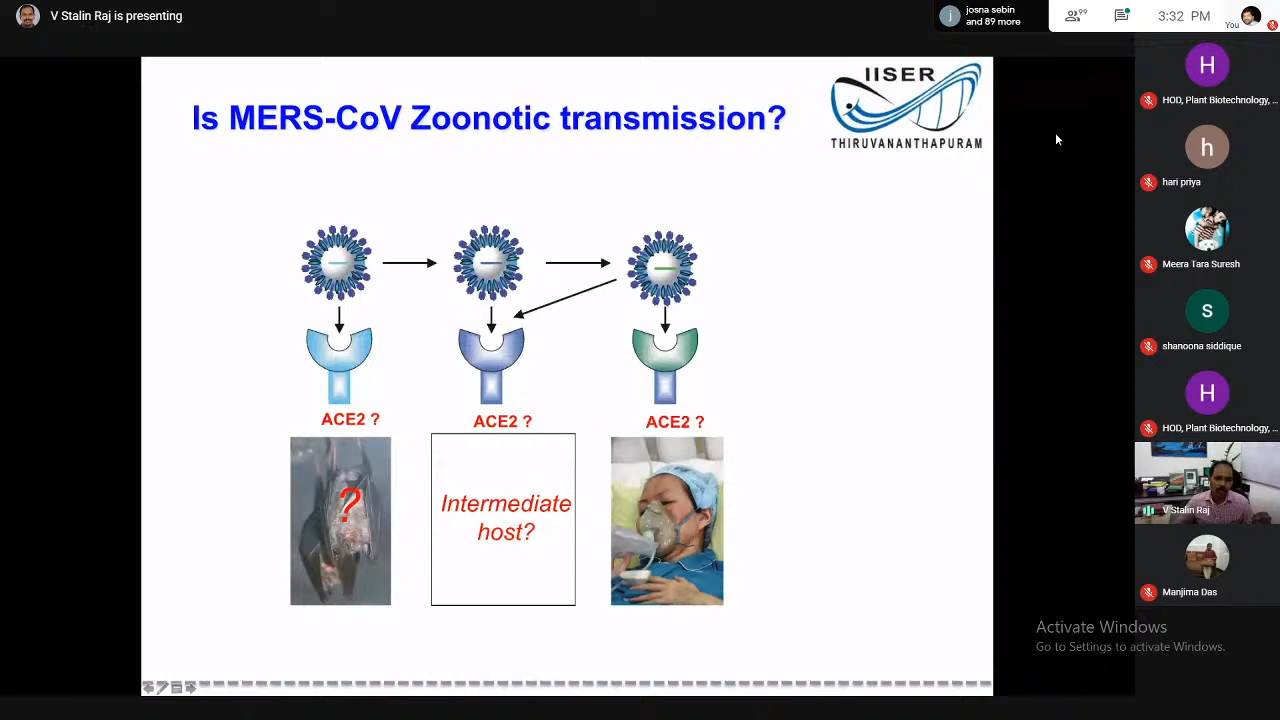 V Stalin Raj is presenting
josna sebin
and 89 more
j
99
3:32 PM
You
Is MERS-CoV Zoonotic transmission?
IISER
THIRUVANANTHAPURAM
ACE2 ?
ACE2 ?
ACE2 ?
?
Intermediate
host?
H
HOD, Plant Biotechnology, ...
h
hari priya
Meera Tara Suresh
s
shanoona siddique
H
HOD, Plant Biotechnology, ...
V Stalin Raj
Manjima Das
Activate Windows
Go to Settings to activate Windows.